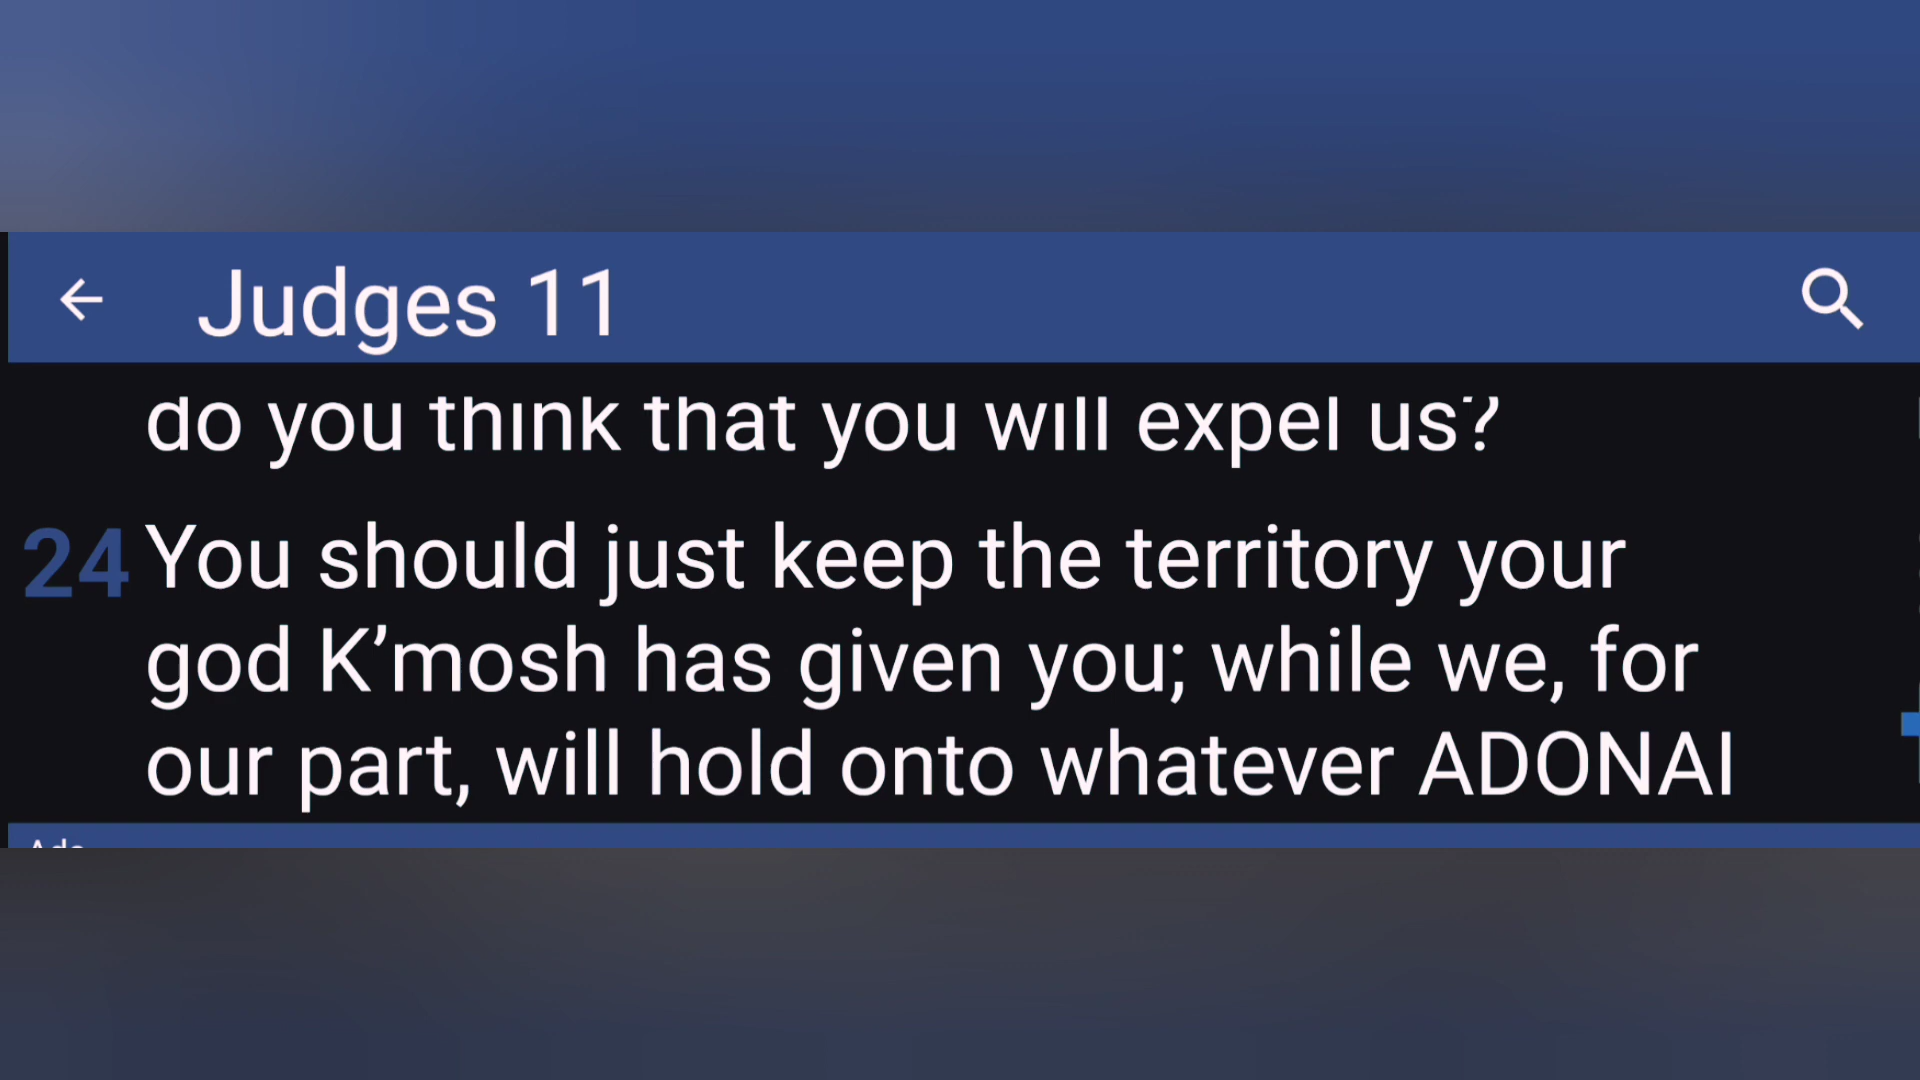 Judges 11
do you think that you will expel us?
24 You should just keep the territory your
god K’mosh has given you; while we, for
our part, will hold onto whatever ADONAI